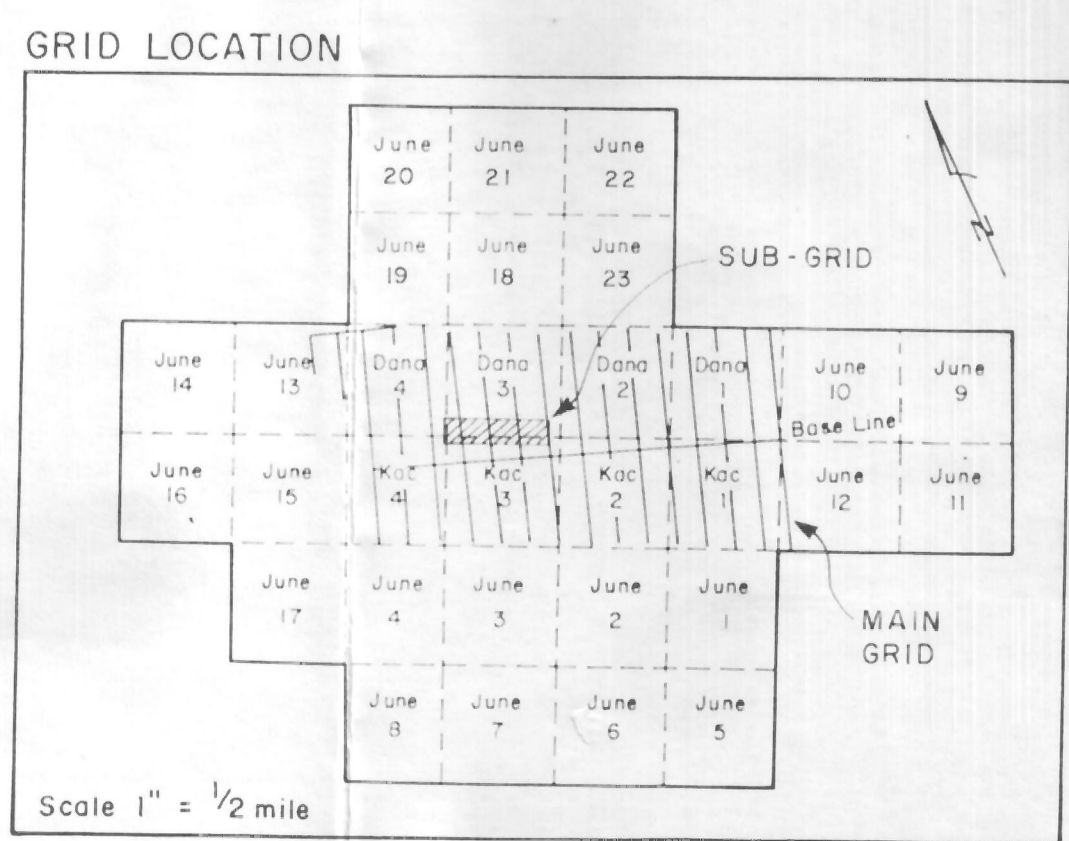 GRID LOCATION
June 20
June 21
June 22
June 19
June 18
June 23
SUB-GRID
N
June 14
June 13
Dana 4
Dana 3
Dana 2
Dana 1
June 10
June 9
Base Line
June 16
June 15
Kac 4
Kac 3
Kac 2
Kac 1
June 12
June 11
June 17
June 4
June 3
June 2
June 1
MAIN
GRID
June 8
June 7
June 6
June 5
Scale 1" = 1/2 mile